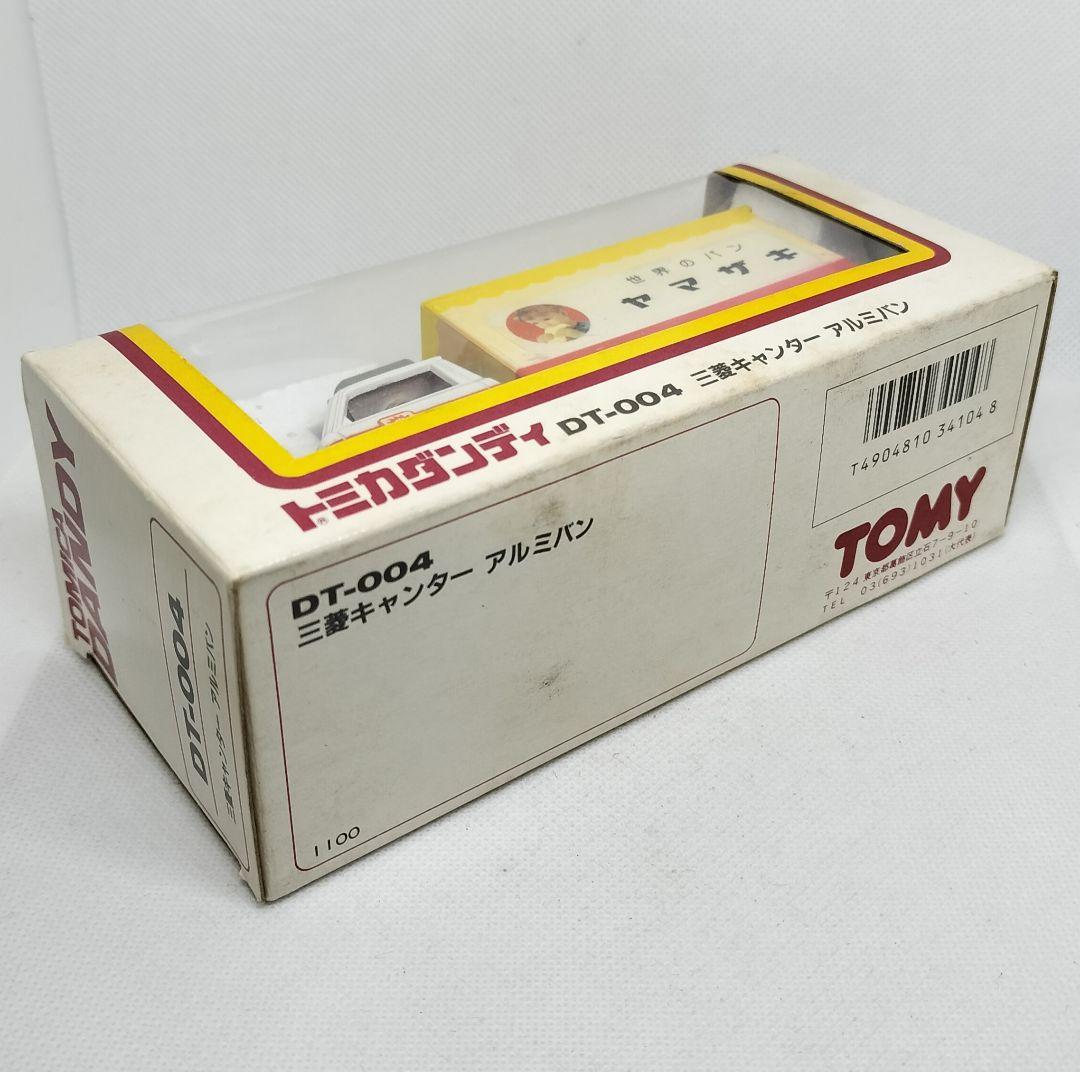 世界のパン
ヤマザキ
トミカダンディ DT-004 三菱キャンター アルミバン
®
TOMICA
DANDY
DT-004
三菱キャンター アルミバン
DT-004
三菱キャンター アルミバン
1100
T4904810 34104 8
TOMY
〒124 東京都葛飾区立石7-9-10
TEL 03(693)1031(大代表)